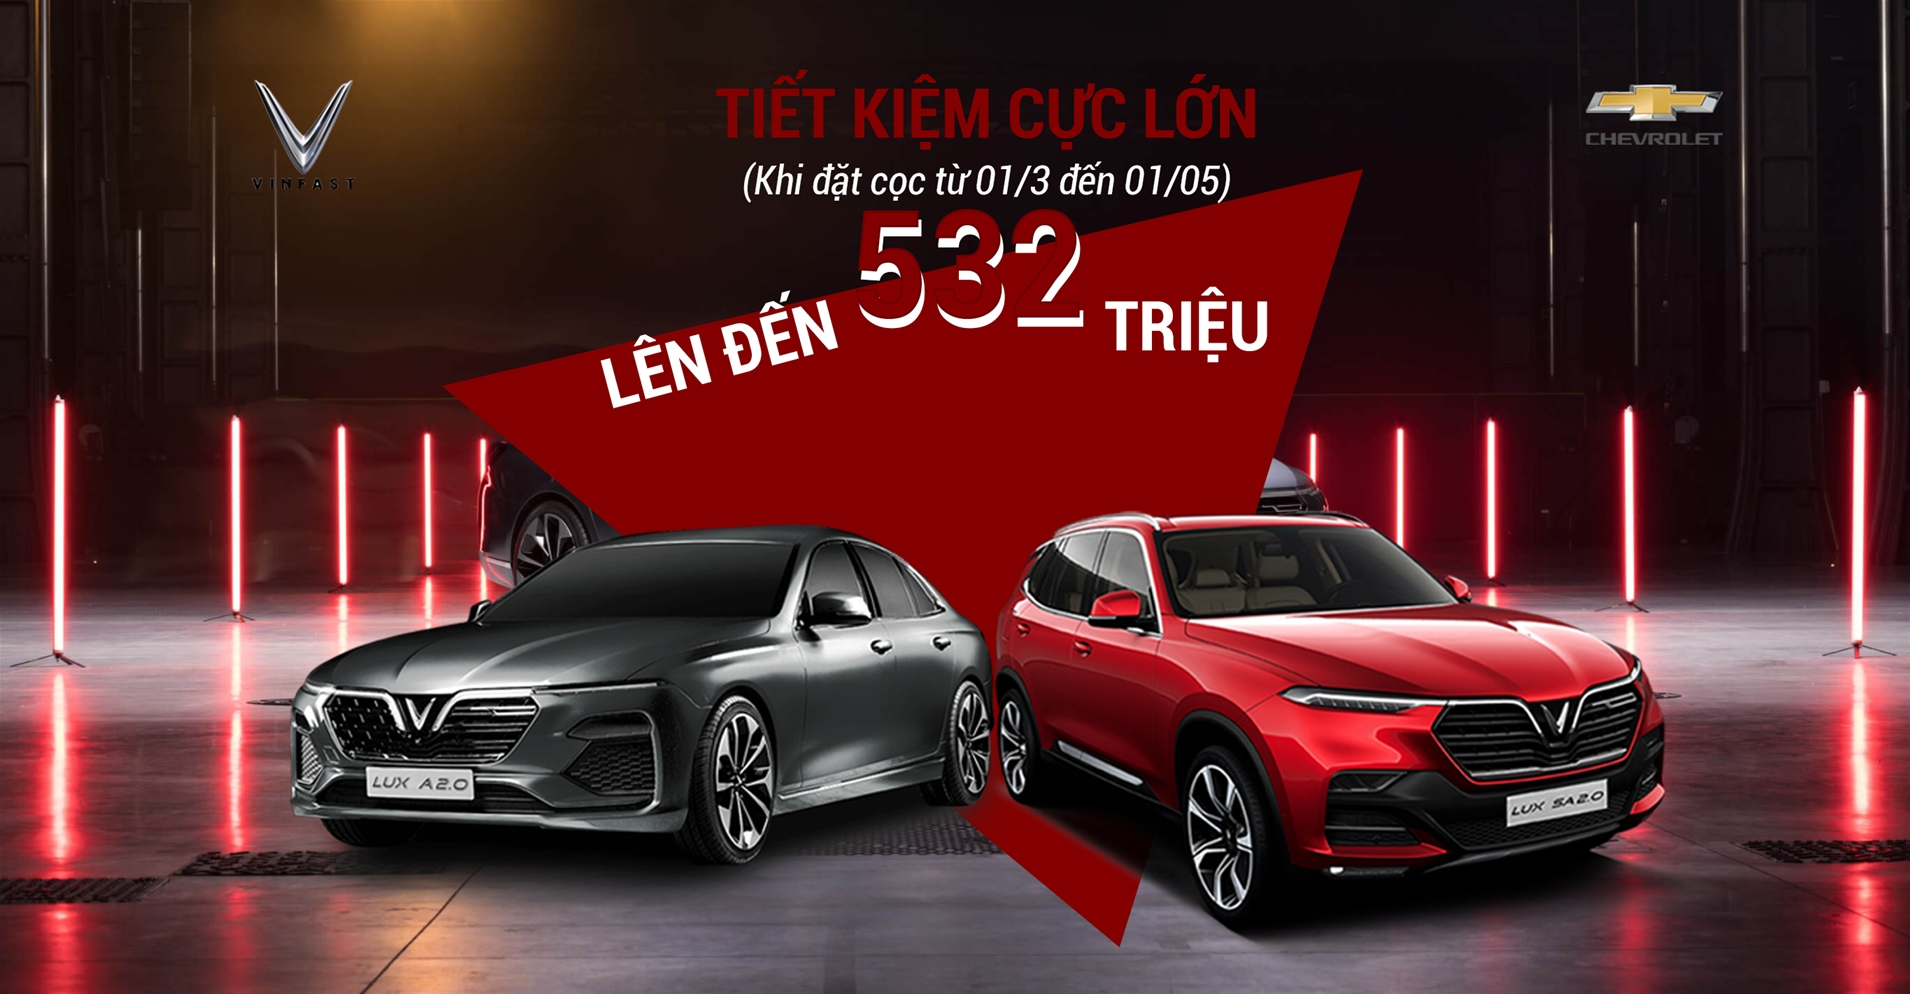 VINFAST
CHEVROLET
TIẾT KIỆM CỰC LỚN
(Khi đặt cọc từ 01/3 đến 01/05)
LÊN ĐẾN 532 TRIỆU
LUX A2.0
LUX SA2.0